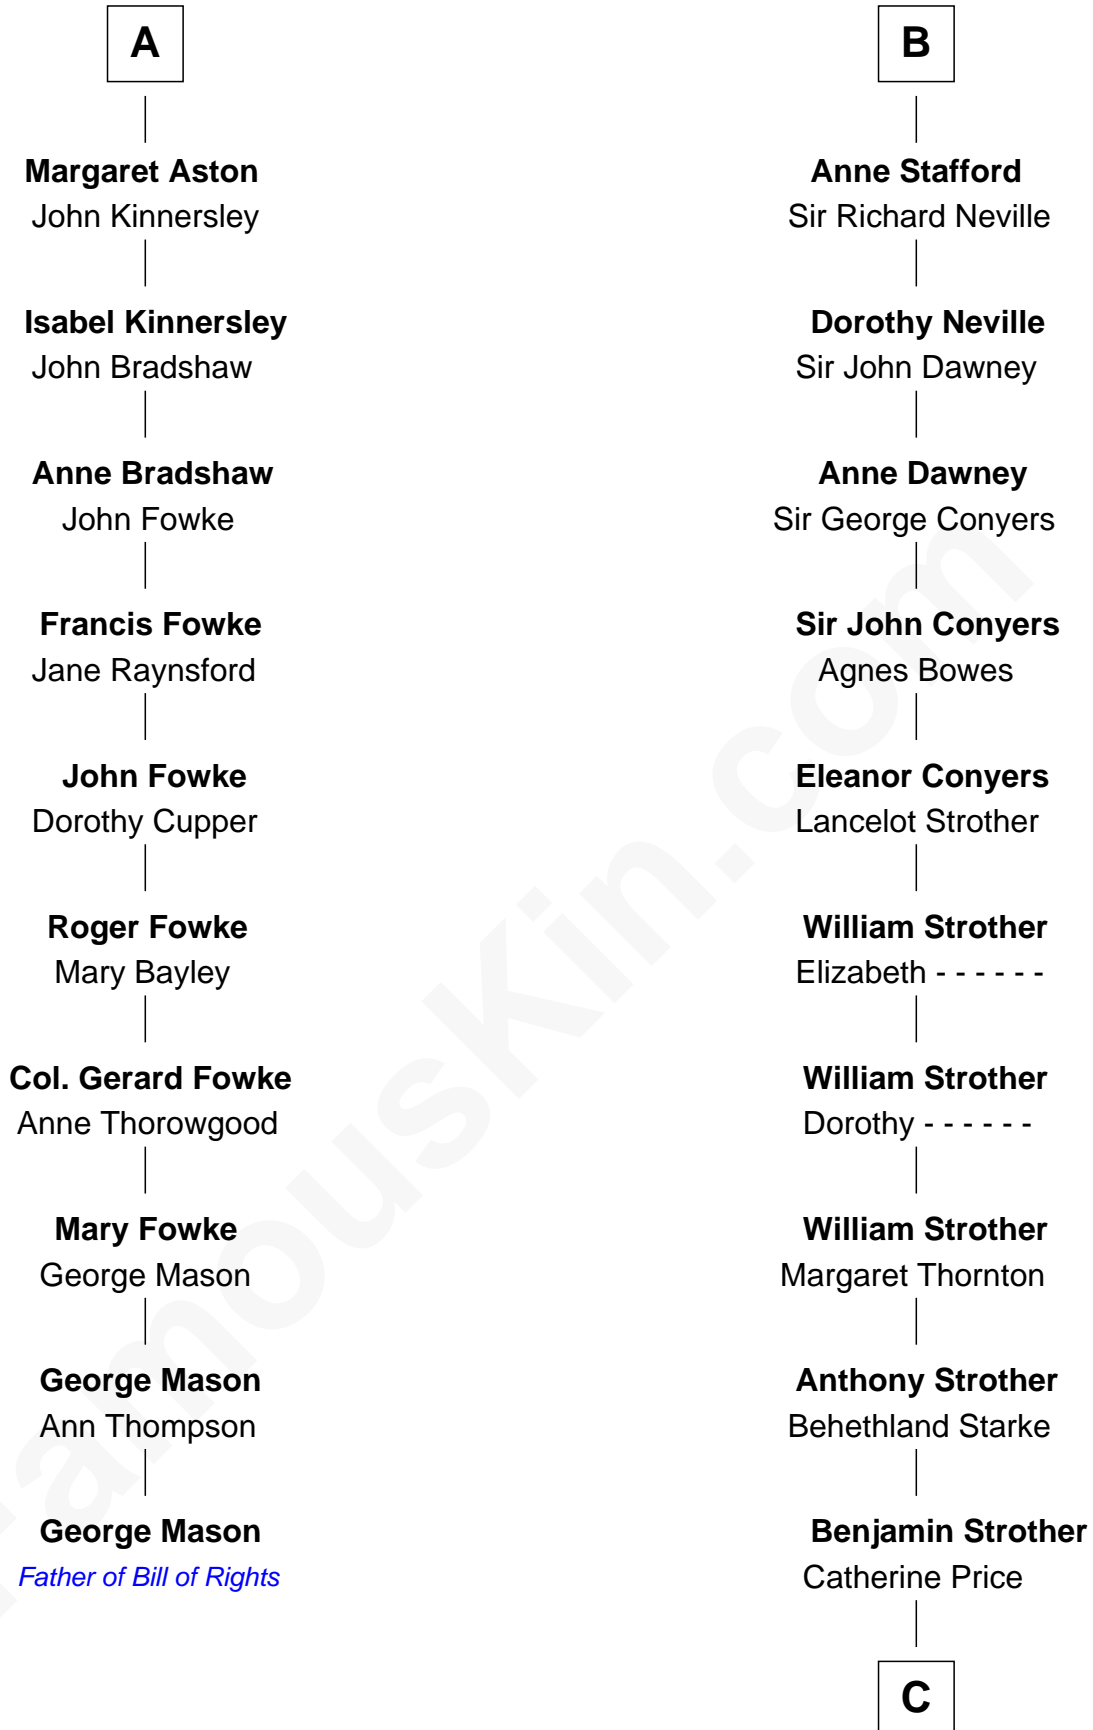 A
Margaret Aston
John Kinnersley
Isabel Kinnersley
John Bradshaw
Anne Bradshaw
John Fowke
Francis Fowke
Jane Raynsford
John Fowke
Dorothy Cupper
Roger Fowke
Mary Bayley
Col. Gerard Fowke
Anne Thorowgood
Mary Fowke
George Mason
George Mason
Ann Thompson
George Mason
Father of Bill of Rights
B
Anne Stafford
Sir Richard Neville
Dorothy Neville
Sir John Dawney
Anne Dawney
Sir George Conyers
Sir John Conyers
Agnes Bowes
Eleanor Conyers
Lancelot Strother
William Strother
Elizabeth - - - - - -
William Strother
Dorothy - - - - - -
William Strother
Margaret Thornton
Anthony Strother
Behethland Starke
Benjamin Strother
Catherine Price
C
FamousKin.com